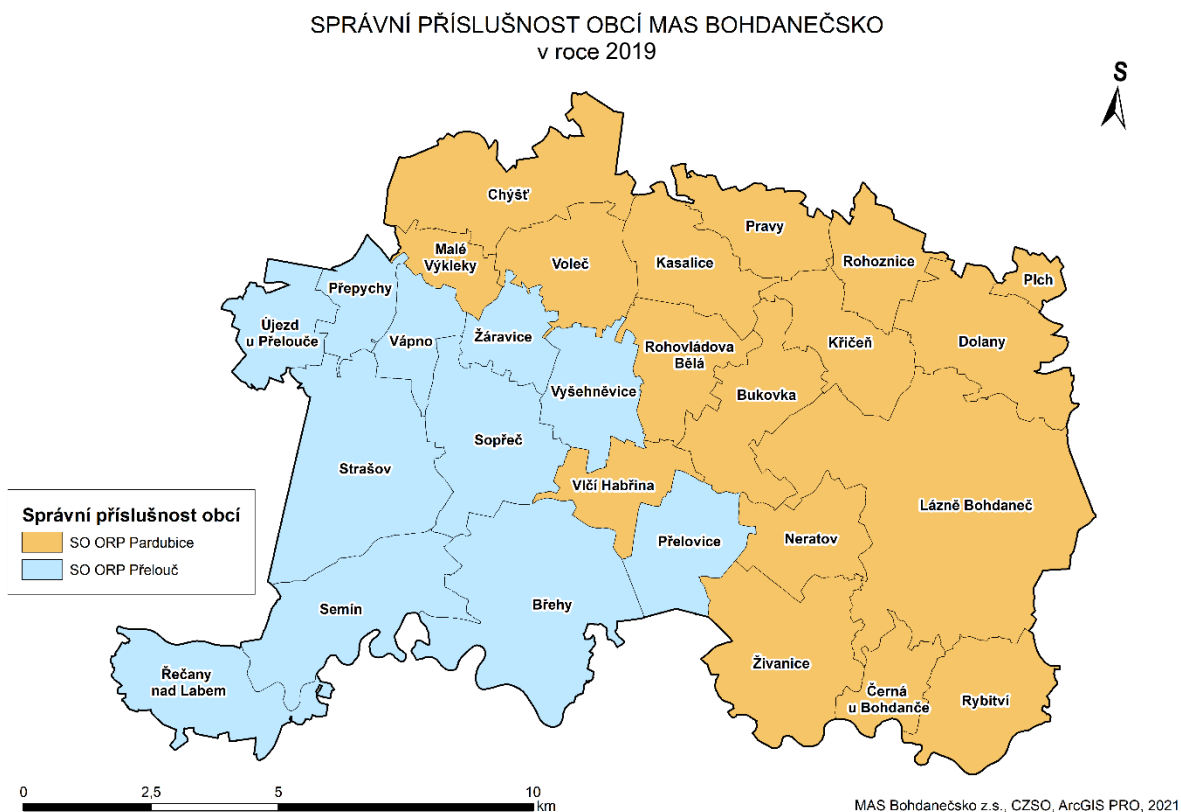 SPRÁVNÍ PŘÍSLUŠNOST OBCÍ MAS BOHDANEČSKO
v roce 2019
S
Chýšť
Pravy
Malé
Výkleky
Voleč
Kasalice
Rohoznice
Plch
Přepychy
Újezd
u Přelouče
Vápno
Žáravice
Rohovládova
Bělá
Křičeň
Dolany
Vyšehněvice
Bukovka
Sopřeč
Strašov
Vlčí Habřina
Lázně Bohdaneč
Přelovice
Neratov
Správní příslušnost obcí
SO ORP Pardubice
SO ORP Přelouč
Semín
Břehy
Živanice
Řečany
nad Labem
Černá
u Bohdanče
Rybitví
0 2,5 5 10
km
MAS Bohdanečsko z.s., CZSO, ArcGIS PRO, 2021